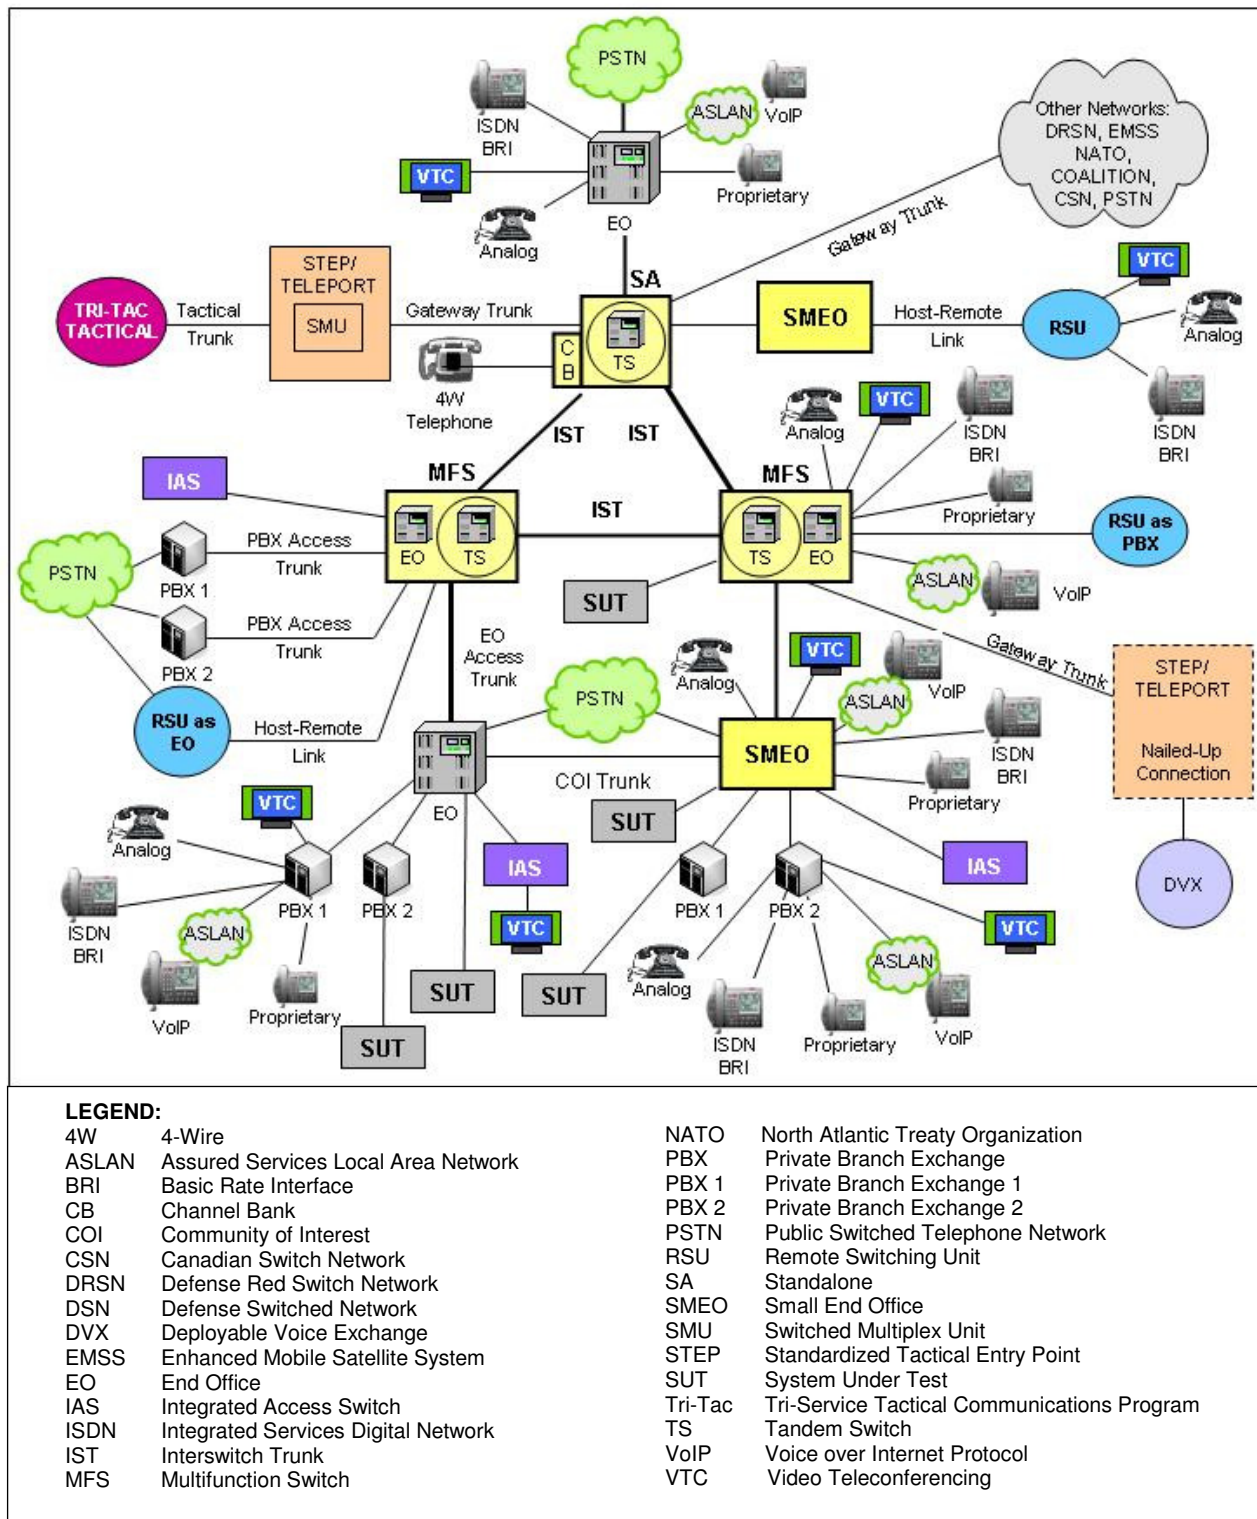 PSTN
ISDN
BRI
ASLAN
VoIP
VTC
Proprietary
Analog
EO
Gateway Trunk
Other Networks:
DRSN, EMSS
NATO,
COALITION,
CSN, PSTN
SA
STEP/
TELEPORT
SMU
TRI-TAC
TACTICAL
Tactical
Trunk
Gateway Trunk
C
B
TS
SMEO
Host-Remote
Link
RSU
VTC
Analog
ISDN
BRI
4W
Telephone
IST
IST
Analog
VTC
ISDN
BRI
Proprietary
MFS
MFS
IAS
EO
TS
IST
TS
EO
RSU as
PBX
ASLAN
VoIP
SUT
PSTN
PBX 1
PBX Access
Trunk
PBX 2
PBX Access
Trunk
RSU as
EO
Host-Remote
Link
EO
Access
Trunk
Gateway Trunk
STEP/
TELEPORT
Nailed-Up
Connection
DVX
PSTN
Analog
VTC
ASLAN
VoIP
ISDN
BRI
Proprietary
SMEO
COI Trunk
SUT
EO
VTC
Analog
ISDN
BRI
ASLAN
VoIP
PBX 1
Proprietary
PBX 2
IAS
VTC
SUT
SUT
SUT
PBX 1
PBX 2
IAS
VTC
Analog
ISDN
BRI
Proprietary
ASLAN
VoIP
LEGEND:
4W 4-Wire
ASLAN Assured Services Local Area Network
BRI Basic Rate Interface
CB Channel Bank
COI Community of Interest
CSN Canadian Switch Network
DRSN Defense Red Switch Network
DSN Defense Switched Network
DVX Deployable Voice Exchange
EMSS Enhanced Mobile Satellite System
EO End Office
IAS Integrated Access Switch
ISDN Integrated Services Digital Network
IST Interswitch Trunk
MFS Multifunction Switch
NATO North Atlantic Treaty Organization
PBX Private Branch Exchange
PBX 1 Private Branch Exchange 1
PBX 2 Private Branch Exchange 2
PSTN Public Switched Telephone Network
RSU Remote Switching Unit
SA Standalone
SMEO Small End Office
SMU Switched Multiplex Unit
STEP Standardized Tactical Entry Point
SUT System Under Test
Tri-Tac Tri-Service Tactical Communications Program
TS Tandem Switch
VoIP Voice over Internet Protocol
VTC Video Teleconferencing